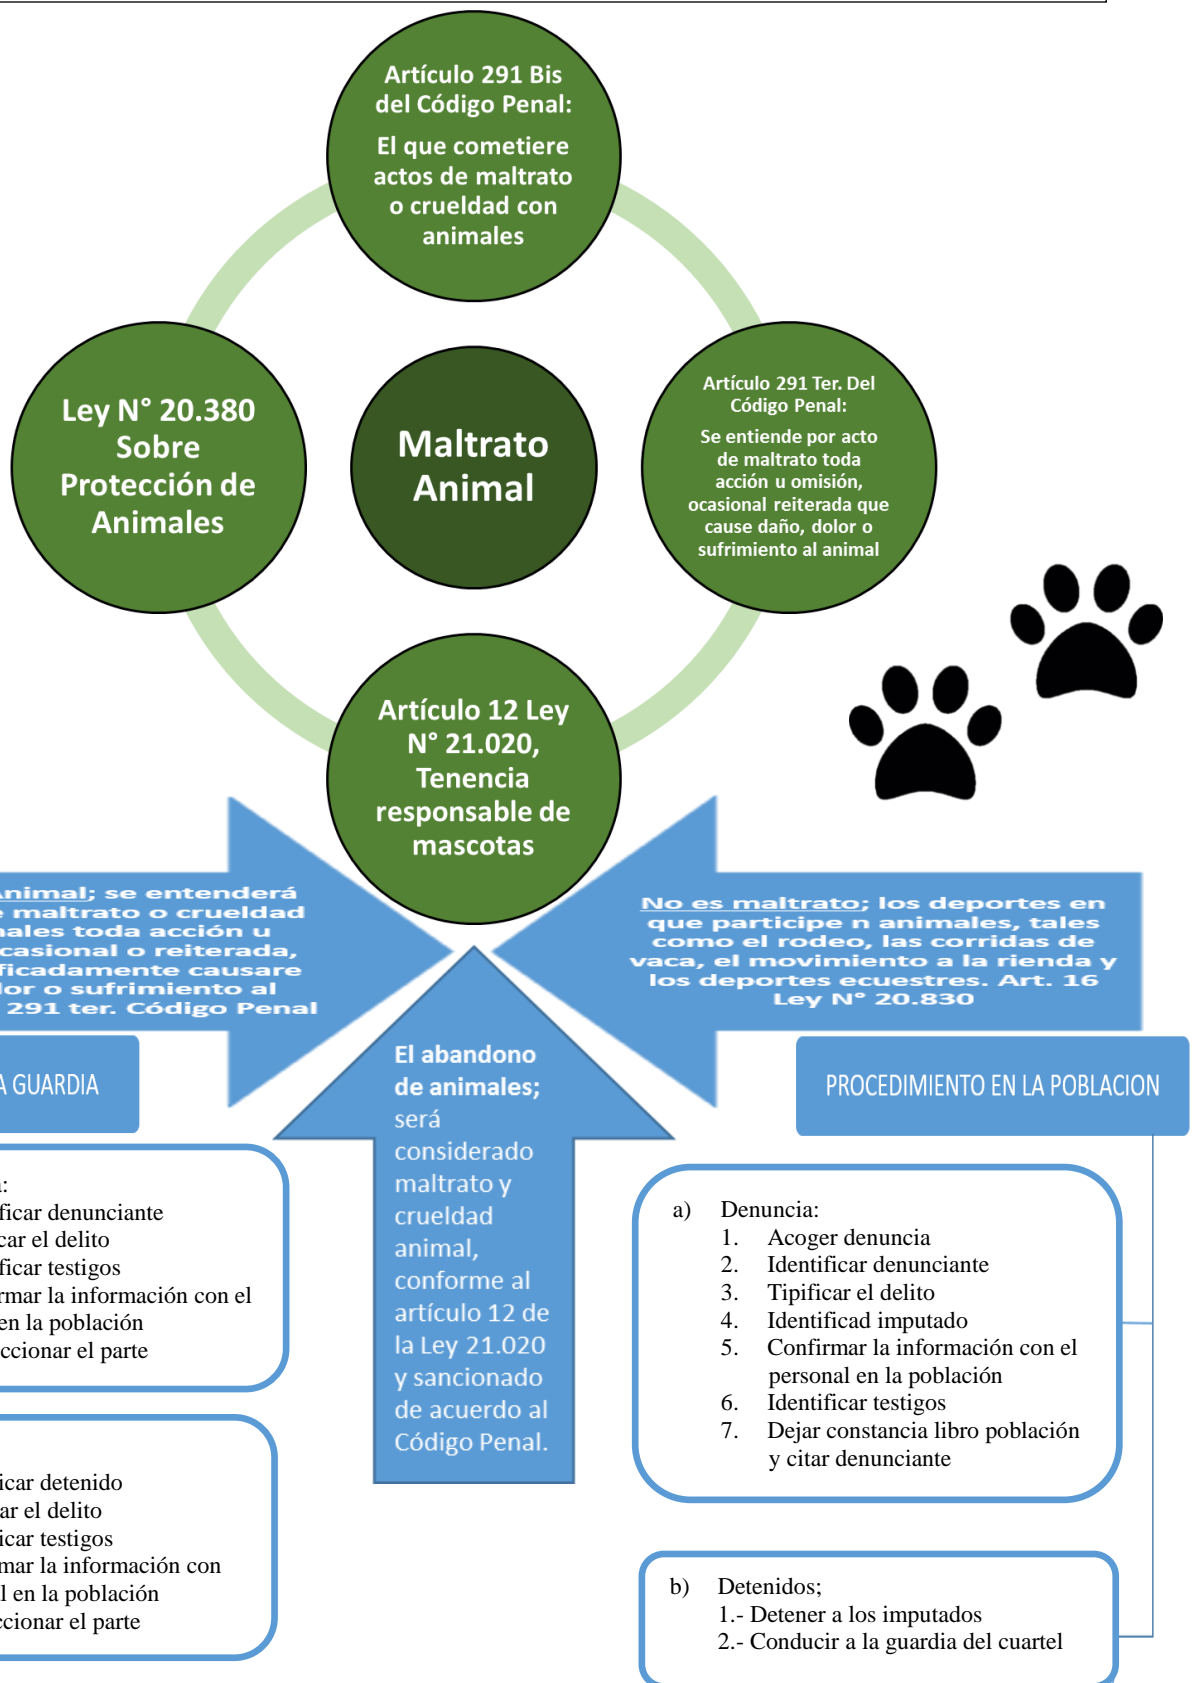 Artículo 291 Bis
del Código Penal:
El que cometiere
actos de maltrato
o crueldad con
animales
Ley N° 20.380
Sobre
Protección de
Animales
Maltrato
Animal
Artículo 291 Ter. Del
Código Penal:
Se entiende por acto
de maltrato toda
acción u omisión,
ocasional reiterada que
cause daño, dolor o
sufrimiento al animal
Artículo 12 Ley
N° 21.020,
Tenencia
responsable de
mascotas
Animal; se entenderá
maltrato o crueldad
toda acción u
ocasional o reiterada,
causare
o sufrimiento al
291 ter. Código Penal
No es maltrato; los deportes en
que participe n animales, tales
como el rodeo, las corridas de
vaca, el movimiento a la rienda y
los deportes ecuestres. Art. 16
Ley N° 20.830
El abandono
de animales;
será
considerado
maltrato y
crueldad
animal,
conforme al
artículo 12 de
la Ley 21.020
y sancionado
de acuerdo al
Código Penal.
A GUARDIA
ficar denunciante
car el delito
ficar testigos
rmar la información con el
en la población
ccionar el parte
icar detenido
ar el delito
icar testigos
mar la información con
l en la población
ccionar el parte
PROCEDIMIENTO EN LA POBLACION
a) Denuncia:
1. Acoger denuncia
2. Identificar denunciante
3. Tipificar el delito
4. Identificad imputado
5. Confirmar la información con el
personal en la población
6. Identificar testigos
7. Dejar constancia libro población
y citar denunciante
b) Detenidos;
1.- Detener a los imputados
2.- Conducir a la guardia del cuartel